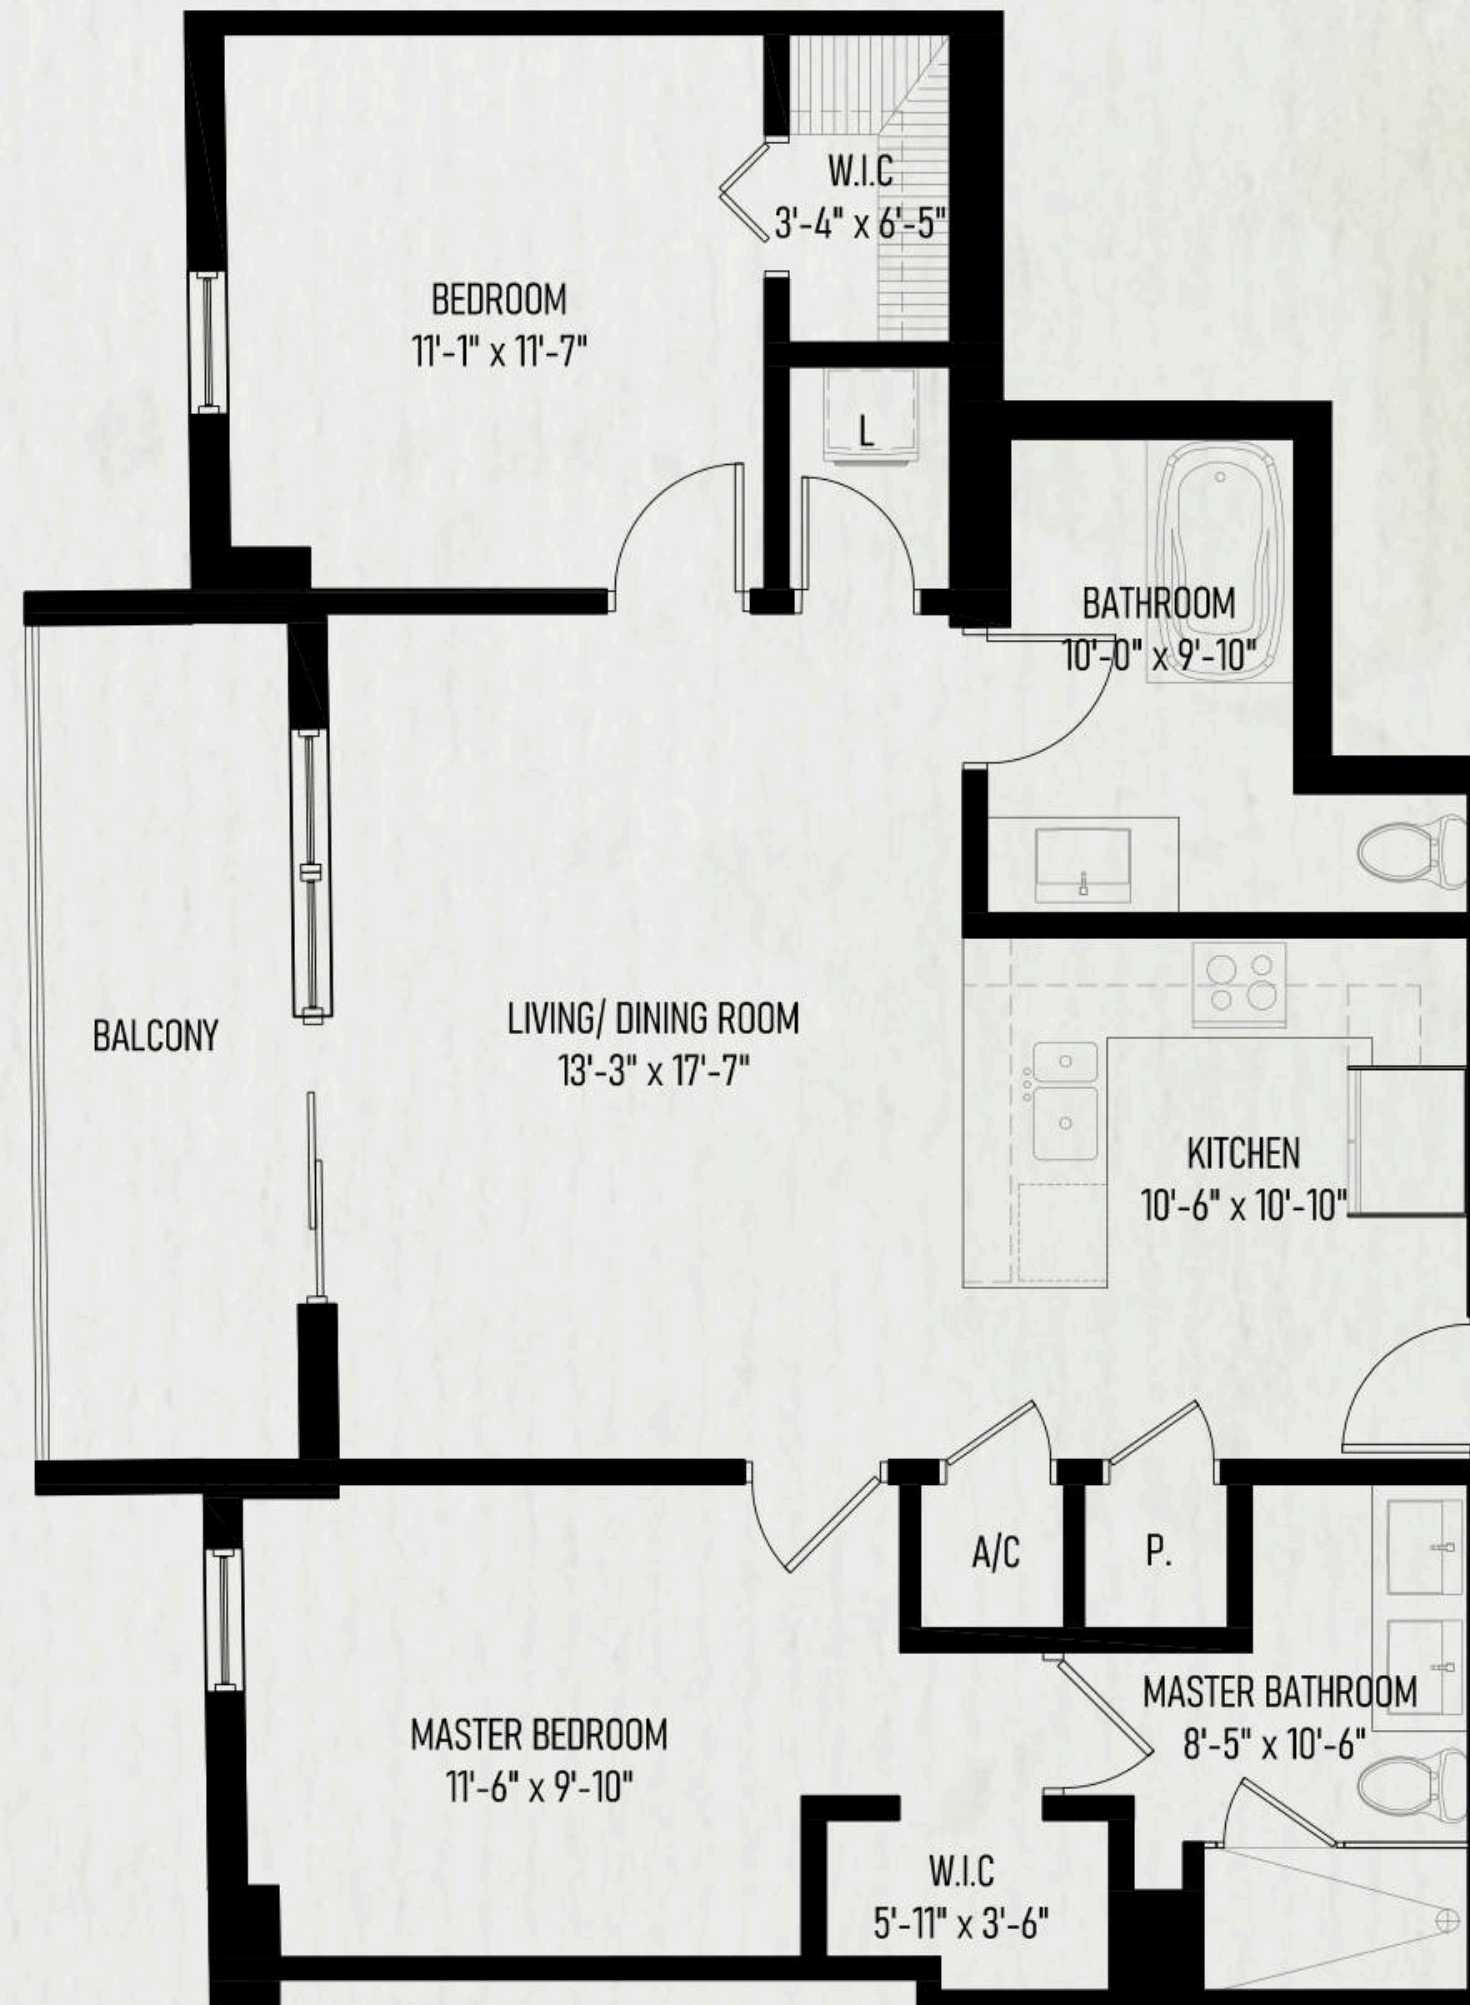 W.I.C
3'-4" x 6'-5"
BEDROOM
11'-1" x 11'-7"
L
BATHROOM
10'-0" x 9'-10"
BALCONY
LIVING/ DINING ROOM
13'-3" x 17'-7"
KITCHEN
10'-6" x 10'-10"
A/C
P.
MASTER BATHROOM
8'-5" x 10'-6"
MASTER BEDROOM
11'-6" x 9'-10"
W.I.C
5'-11" x 3'-6"